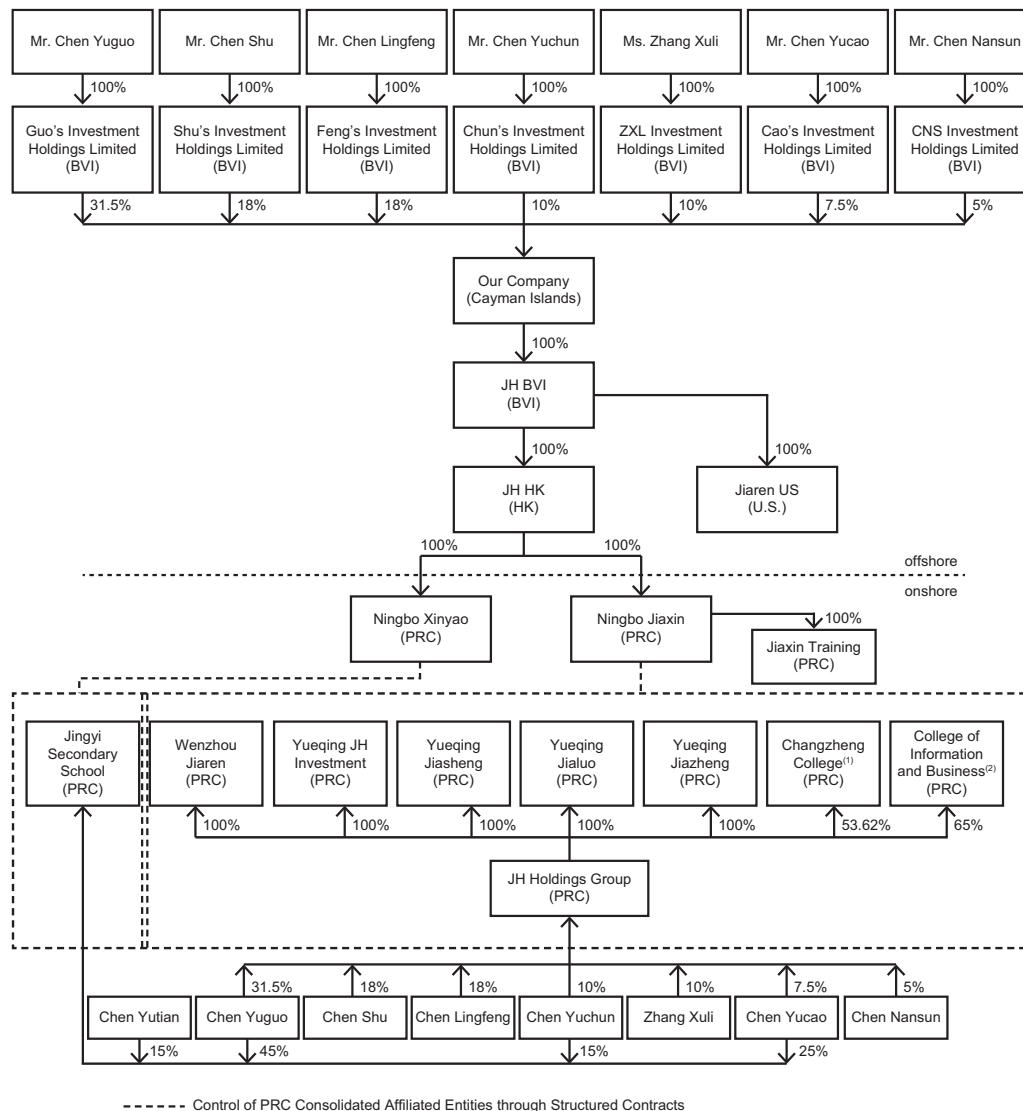 Mr. Chen Yuguo
Mr. Chen Shu
Mr. Chen Lingfeng
Mr. Chen Yuchun
Ms. Zhang Xuli
Mr. Chen Yucao
Mr. Chen Nansun
100%
100%
100%
100%
100%
100%
100%
Guo's Investment
Holdings Limited
(BVI)
Shu's Investment
Holdings Limited
(BVI)
Feng's Investment
Holdings Limited
(BVI)
Chun's Investment
Holdings Limited
(BVI)
ZXL Investment
Holdings Limited
(BVI)
Cao's Investment
Holdings Limited
(BVI)
CNS Investment
Holdings Limited
(BVI)
31.5%
18%
18%
10%
10%
7.5%
5%
Our Company
(Cayman Islands)
100%
JH BVI
(BVI)
100%
100%
JH HK
(HK)
Jiaren US
(U.S.)
100%
100%
offshore
onshore
Ningbo Xinyao
(PRC)
Ningbo Jiaxin
(PRC)
100%
Jiaxin Training
(PRC)
Jingyi
Secondary
School
(PRC)
Wenzhou
Jiaren
(PRC)
Yueqing JH
Investment
(PRC)
Yueqing
Jiasheng
(PRC)
Yueqing
Jialuo
(PRC)
Yueqing
Jiazheng
(PRC)
Changzheng
College(1)
(PRC)
College of
Information
and Business(2)
(PRC)
100%
100%
100%
100%
100%
53.62%
65%
JH Holdings Group
(PRC)
31.5%
18%
18%
10%
10%
7.5%
5%
Chen Yutian
Chen Yuguo
Chen Shu
Chen Lingfeng
Chen Yuchun
Zhang Xuli
Chen Yucao
Chen Nansun
15%
45%
15%
25%
Control of PRC Consolidated Affiliated Entities through Structured Contracts